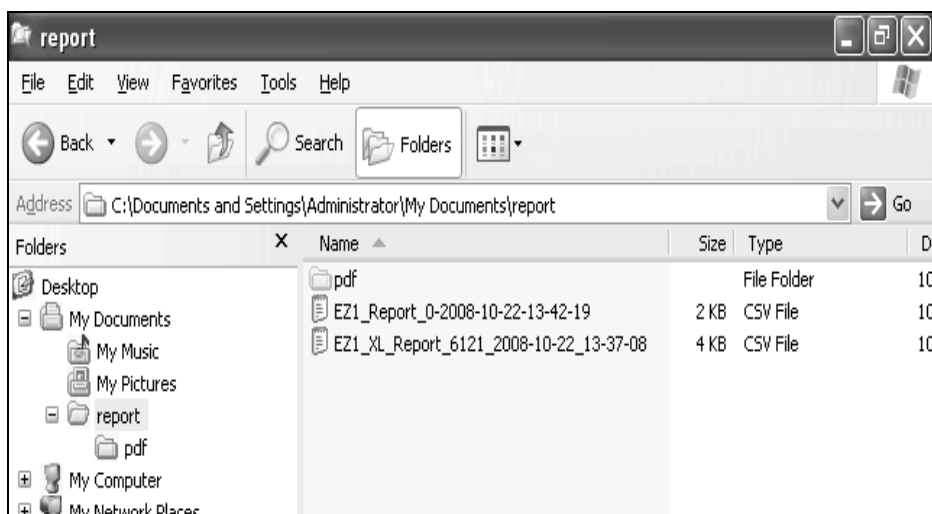 report
File Edit View Favorites Tools Help
Back Search Folders
Address C:\Documents and Settings\Administrator\My Documents\report Go
Folders X Name Size Type D
Desktop
My Documents
My Music
My Pictures
report
pdf
My Computer
My Network Places
pdf File Folder 10
EZ1_Report_0-2008-10-22-13-42-19 2 KB CSV File 10
EZ1_XL_Report_6121_2008-10-22_13-37-08 4 KB CSV File 10